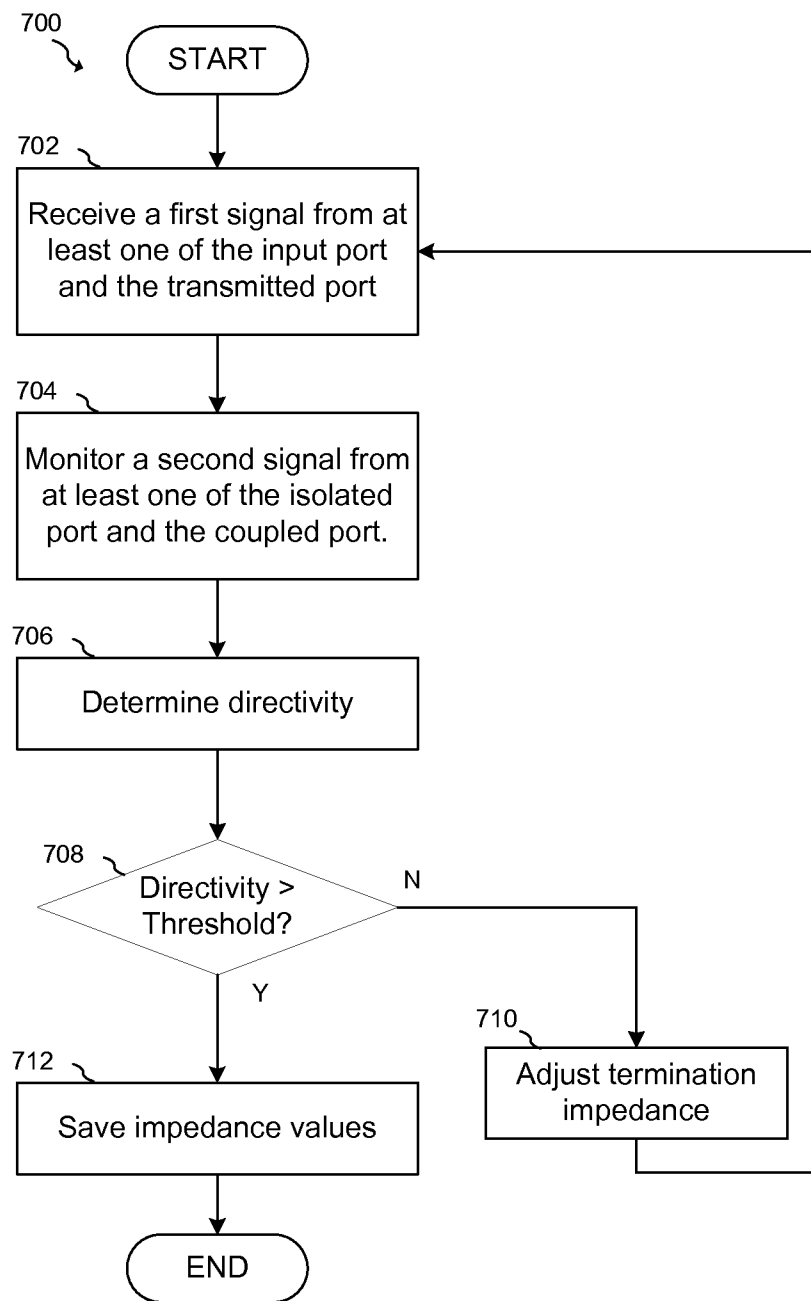 700
START
702
Receive a first signal from at
least one of the input port
and the transmitted port
704
Monitor a second signal from
at least one of the isolated
port and the coupled port.
706
Determine directivity
708
Directivity >
Threshold?
N
Y
710
Adjust termination
impedance
712
Save impedance values
END